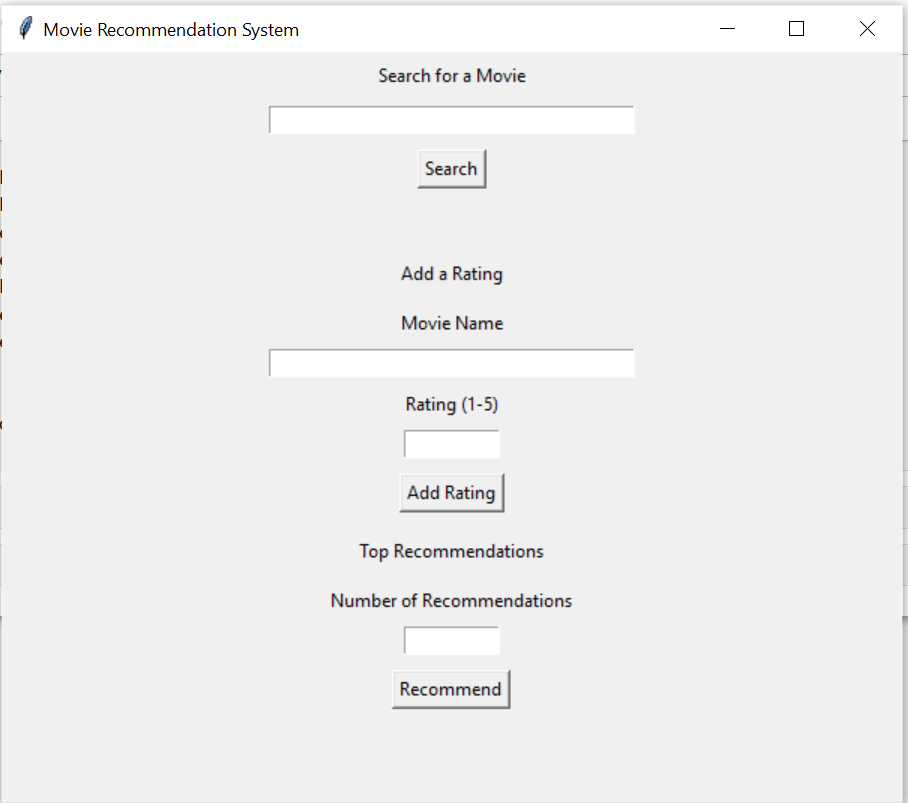 Movie Recommendation System
Search for a Movie
Search
Add a Rating
Movie Name
Rating (1-5)
Add Rating
Top Recommendations
Number of Recommendations
Recommend